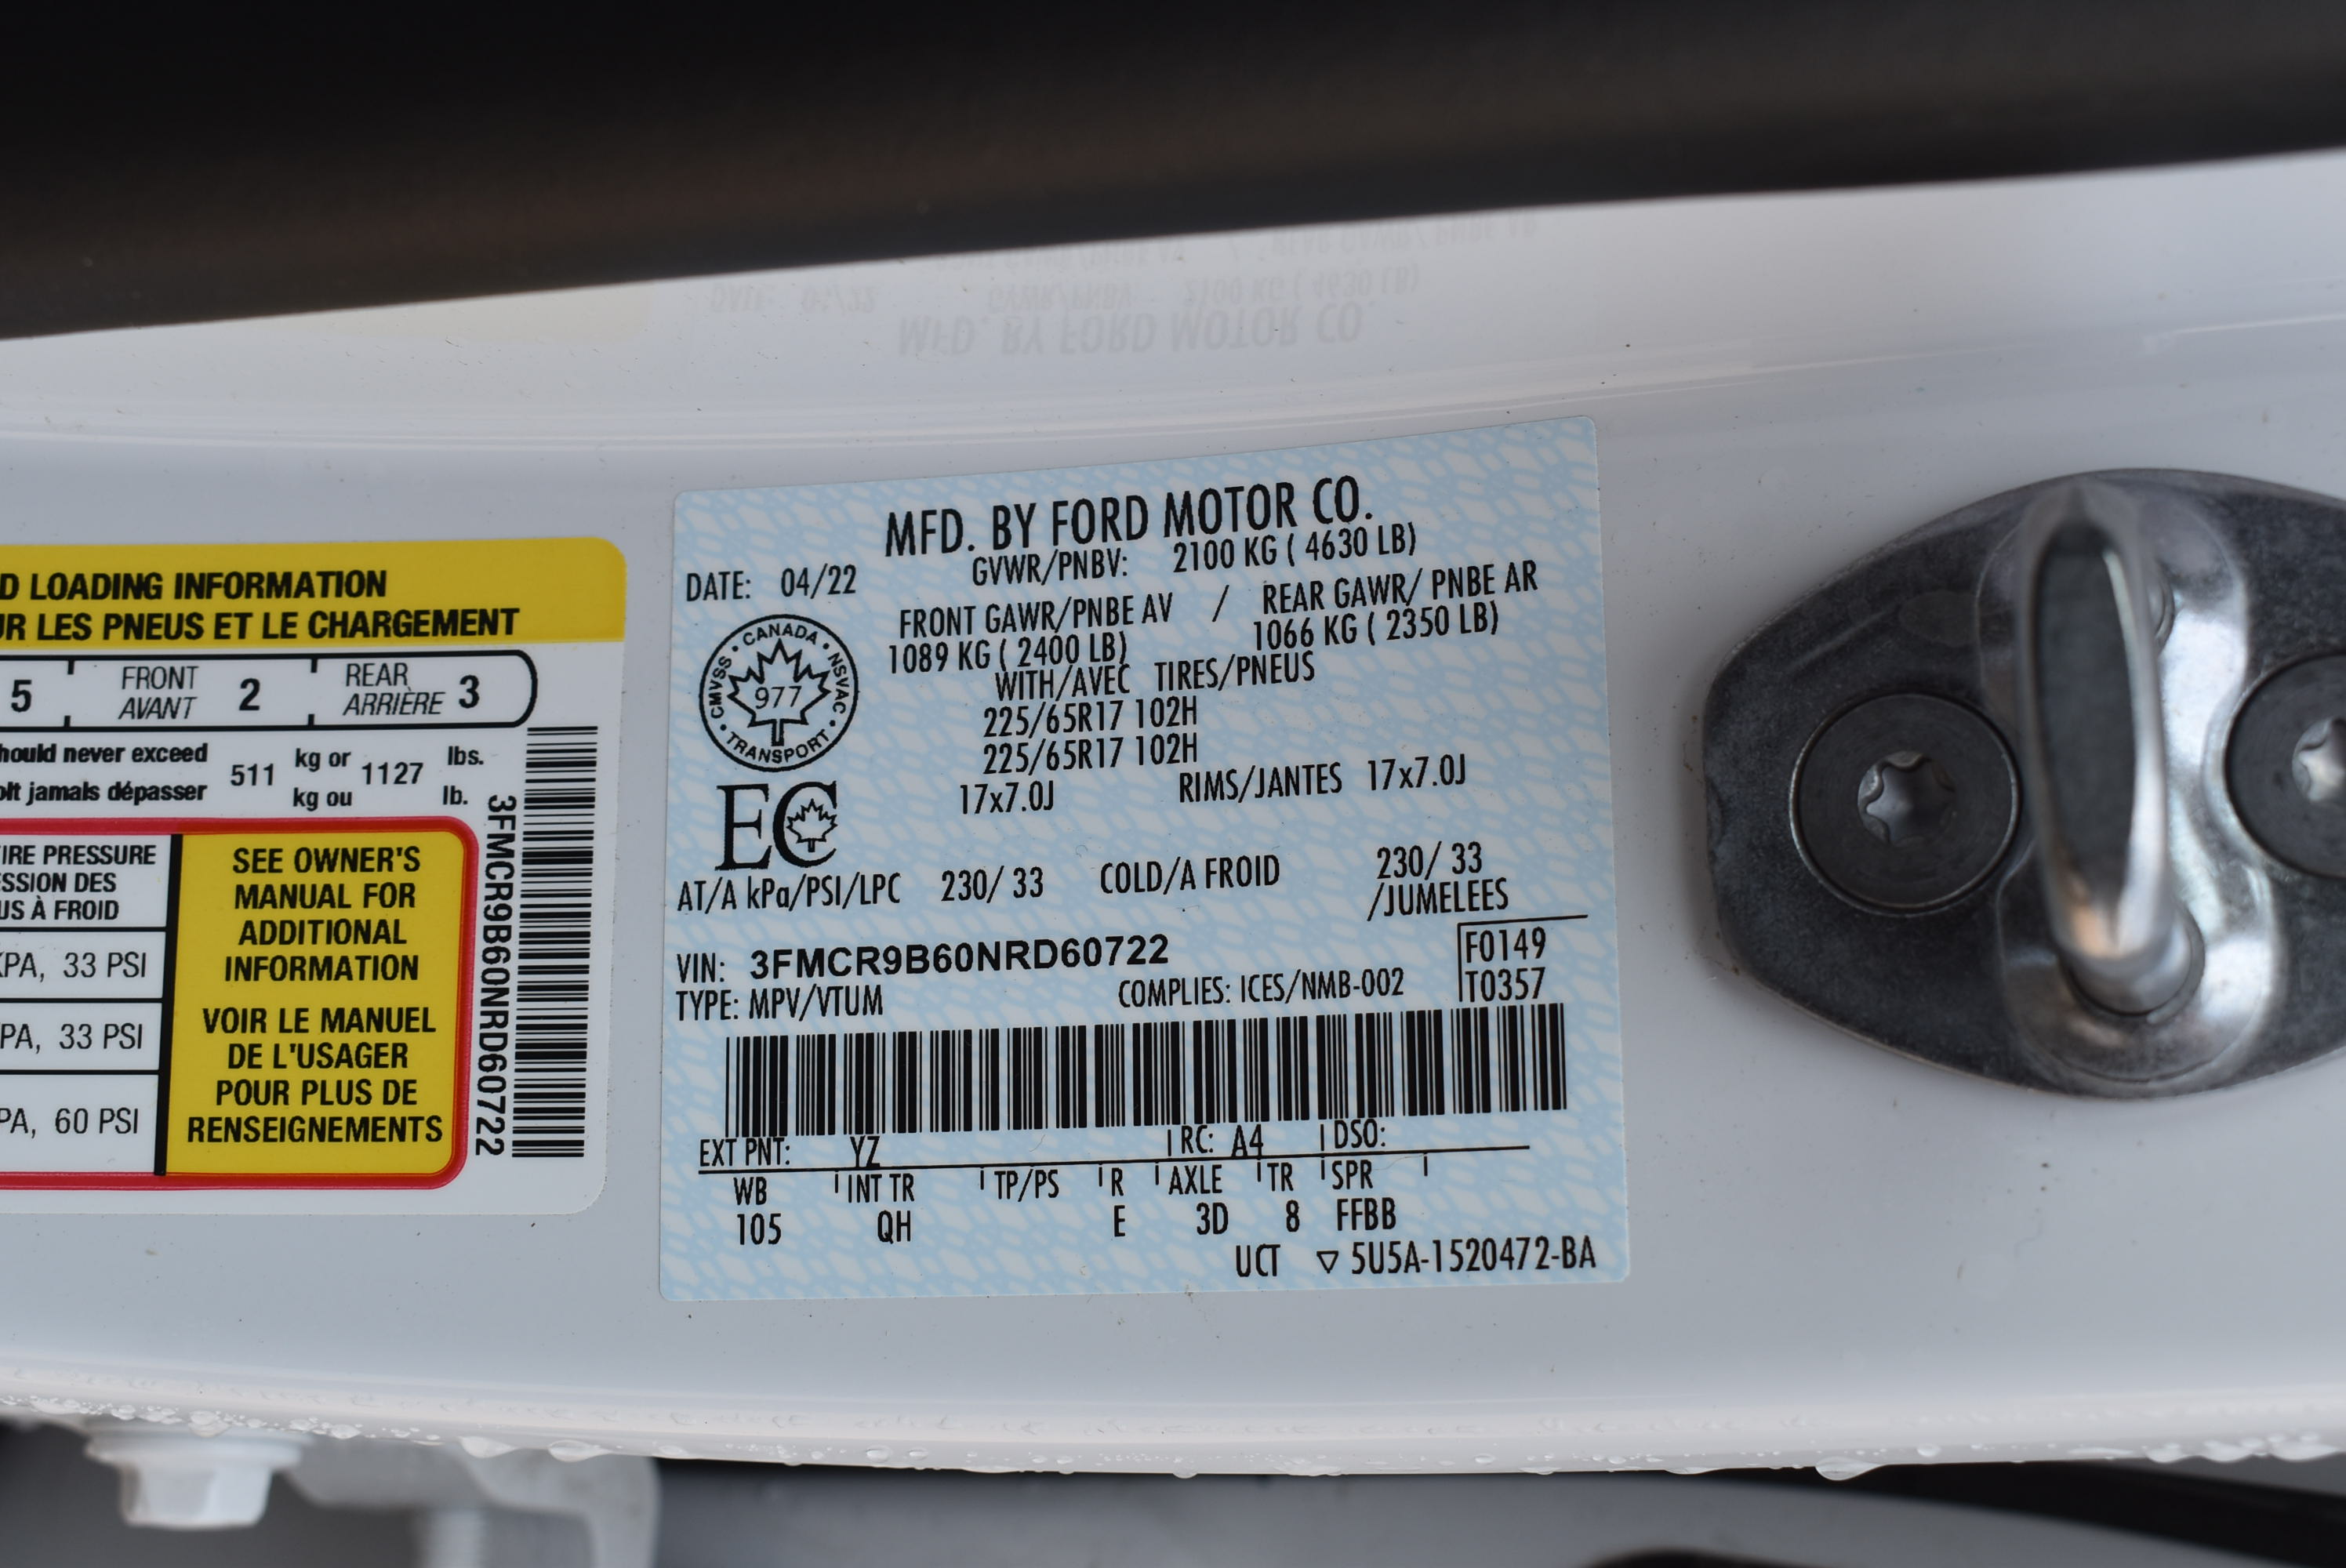 D LOADING INFORMATION
UR LES PNEUS ET LE CHARGEMENT
5 FRONT AVANT 2 REAR ARRIÈRE 3
hould never exceed 511 kg or 1127 lbs.
oit jamais dépasser kg ou lb.
IRE PRESSURE
SSION DES
US À FROID
KPA, 33 PSI
PA, 33 PSI
PA, 60 PSI
SEE OWNER'S
MANUAL FOR
ADDITIONAL
INFORMATION
VOIR LE MANUEL
DE L'USAGER
POUR PLUS DE
RENSEIGNEMENTS
3FMCR9B60NRD60722
MFD. BY FORD MOTOR CO.
DATE: 04/22 GVWR/PNBV: 2100 KG ( 4630 LB)
FRONT GAWR/PNBE AV / REAR GAWR/ PNBE AR
1089 KG ( 2400 LB) 1066 KG ( 2350 LB)
WITH/AVEC TIRES/PNEUS
225/65R17 102H
225/65R17 102H
17x7.0J RIMS/JANTES 17x7.0J
CANADA
CMVSS 977 NSVAC
TRANSPORT
EC
AT/A kPa/PSI/LPC 230/ 33 COLD/A FROID 230/ 33
/JUMELEES
VIN: 3FMCR9B60NRD60722 F0149
TYPE: MPV/VTUM COMPLIES: ICES/NMB-002 T0357
EXT PNT: YZ RC: A4 DSO:
WB INT TR TP/PS R AXLE TR SPR
105 QH E 3D 8 FFBB
UCT ▽ 5U5A-1520472-BA